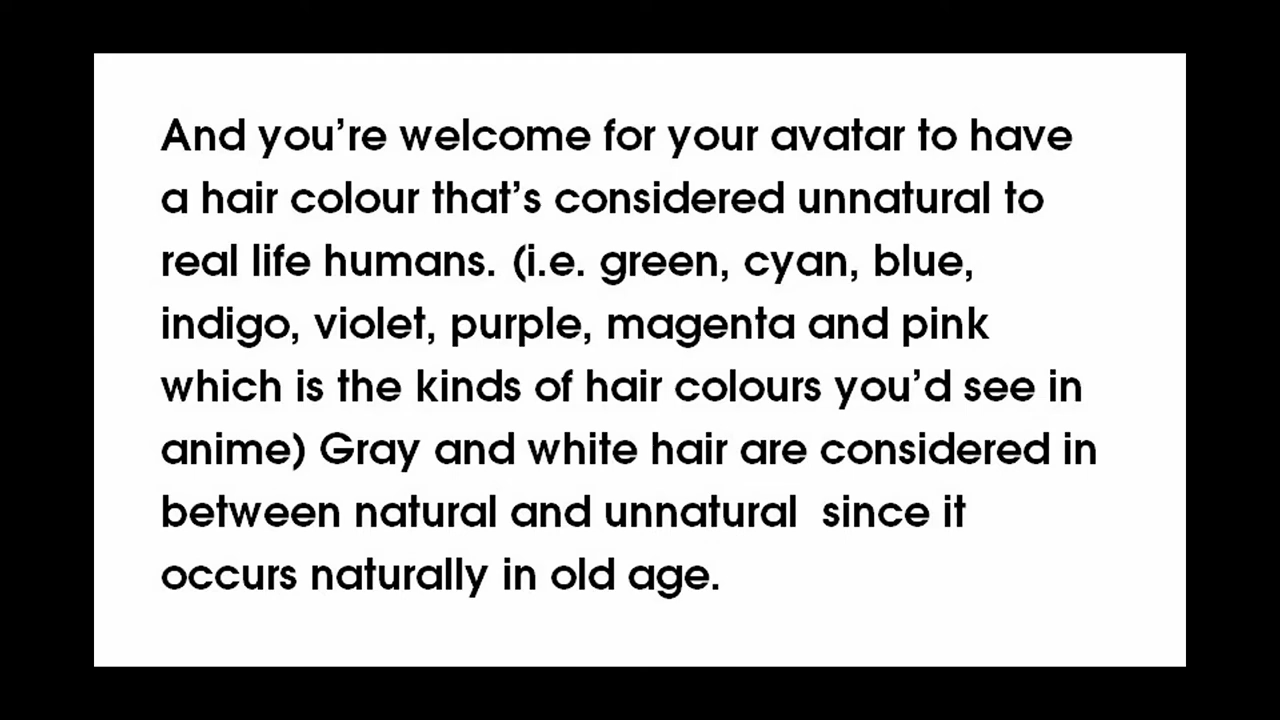 And you’re welcome for your avatar to have
a hair colour that’s considered unnatural to
real life humans. (i.e. green, cyan, blue,
indigo, violet, purple, magenta and pink
which is the kinds of hair colours you’d see in
anime) Gray and white hair are considered in
between natural and unnatural  since it
occurs naturally in old age.